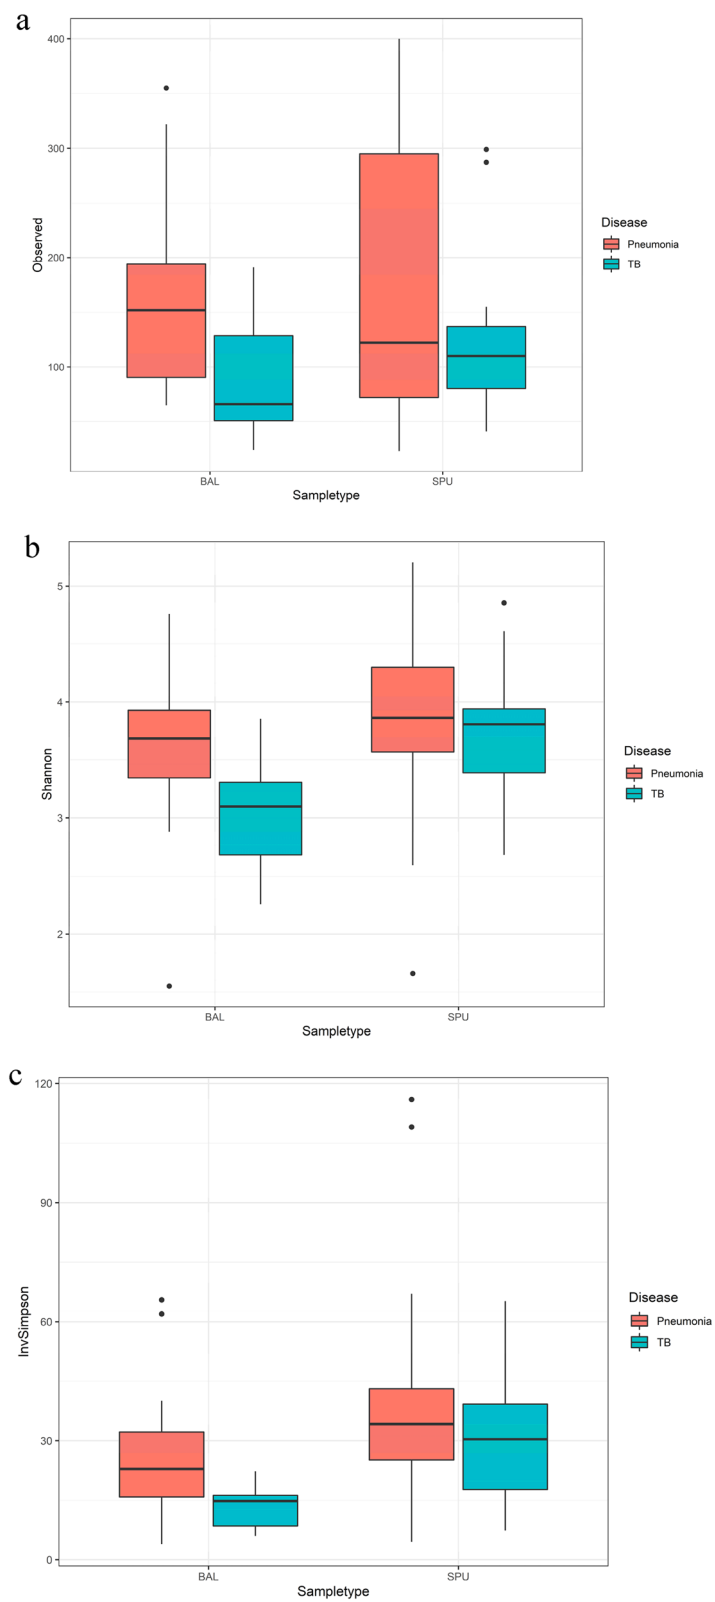 a
400
300
200
100
Observed
BAL
SPU
Sampletype
Disease
Pneumonia
TB
b
5
4
3
2
Shannon
BAL
SPU
Sampletype
Disease
Pneumonia
TB
c
120
90
60
30
0
InvSimpson
BAL
SPU
Sampletype
Disease
Pneumonia
TB